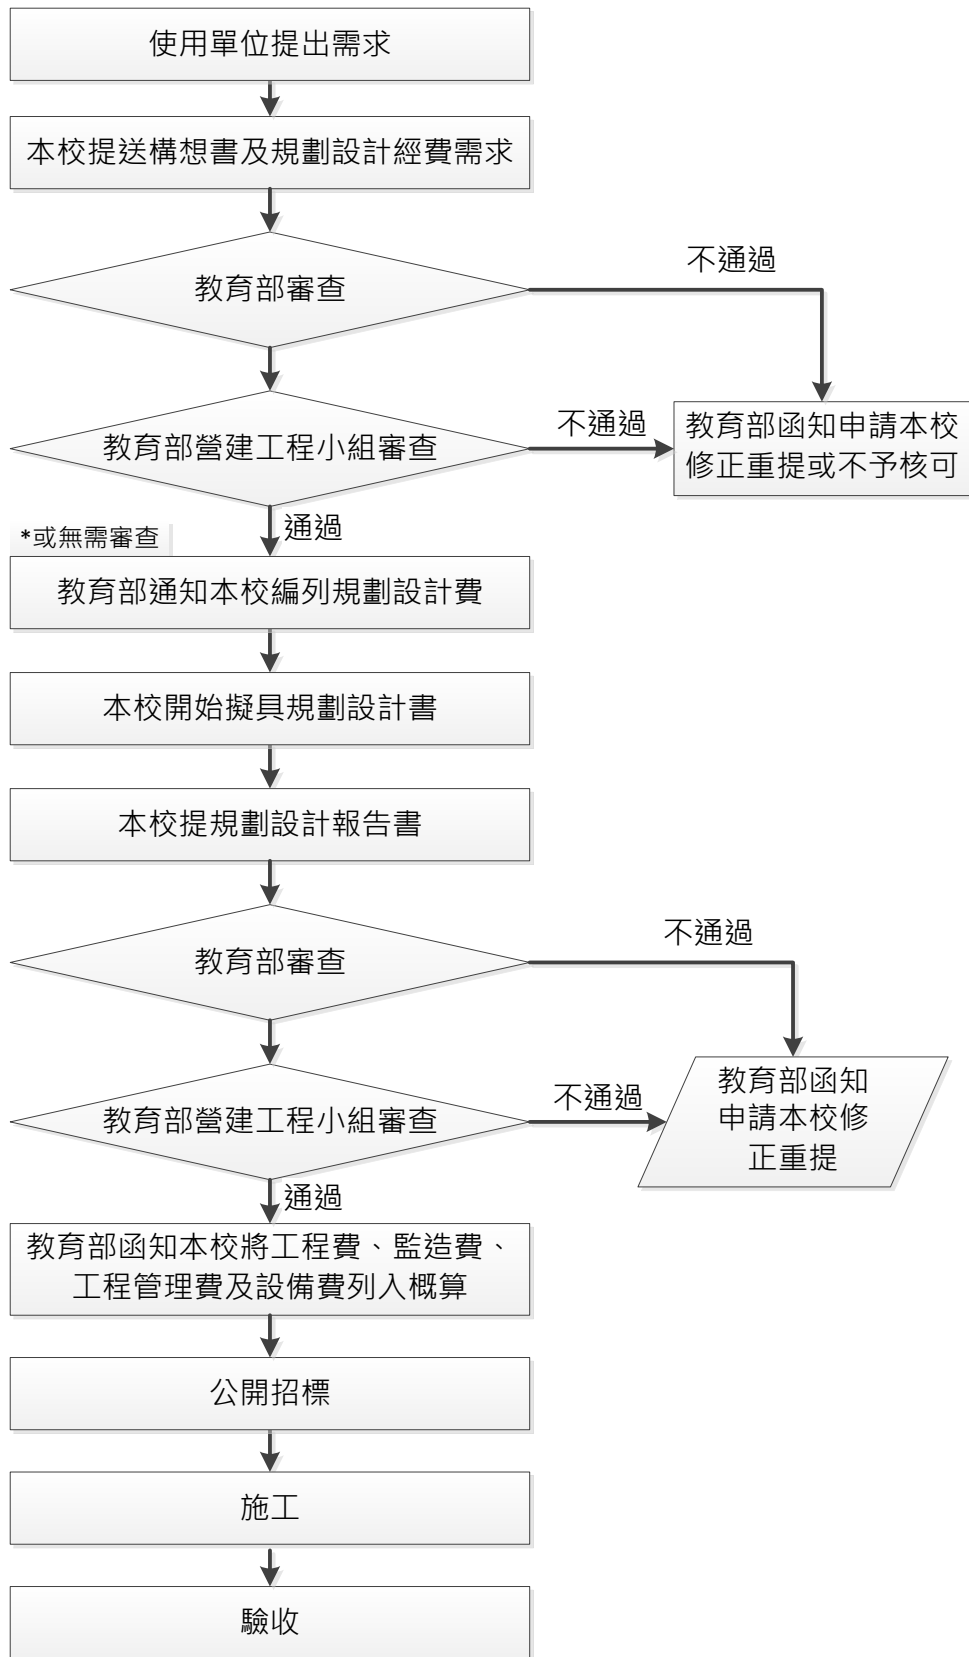 使用單位提出需求
本校提送構想書及規劃設計經費需求
教育部審查
不通過
教育部營建工程小組審查
不通過
教育部函知申請本校
修正重提或不予核可
通過
*或無需審查
教育部通知本校編列規劃設計費
本校開始擬具規劃設計書
本校提規劃設計報告書
教育部審查
不通過
教育部營建工程小組審查
不通過
教育部函知
申請本校修
正重提
通過
教育部函知本校將工程費、監造費、
工程管理費及設備費列入概算
公開招標
施工
驗收